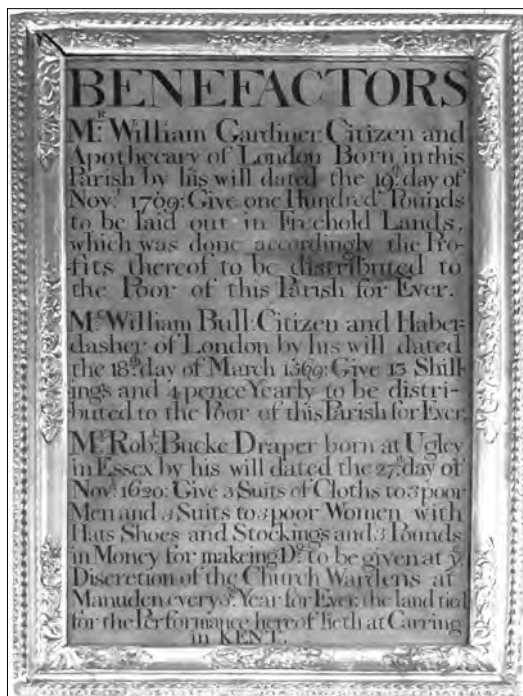 BENEFACTORS
Mr. William Gardiner Citizen and
Apothecary of London Born in this
Parish by his will dated the 19th day of
Novr. 1709: Give one Hundred Pounds
to be laid out in Freehold Lands,
which was done accordingly the Pro-
fits thereof to be distributed to
the Poor of this Parish for Ever.
Mr. William Bull: Citizen and Haber-
dasher of London by his will dated
the 18th day of March 1569: Give 13 Shill-
ings and 4 pence Yearly to be distri-
buted to the Poor of this Parish for Ever.
Mr. Robt. Bucke Draper born at Ugley
in Essex by his will dated the 27th day of
Novr. 1620: Give 3 Suits of Cloths to 3 poor
Men and 3 Suits to 3 poor Women with
Hats Shoes and Stockings and 3 Pounds
in Money for makeing Do. to be given at ye
Discretion of the Church Wardens at
Manuden every 3d. Year for Ever: the land tied
for the Performance hereof lieth at Carring
in KENT.